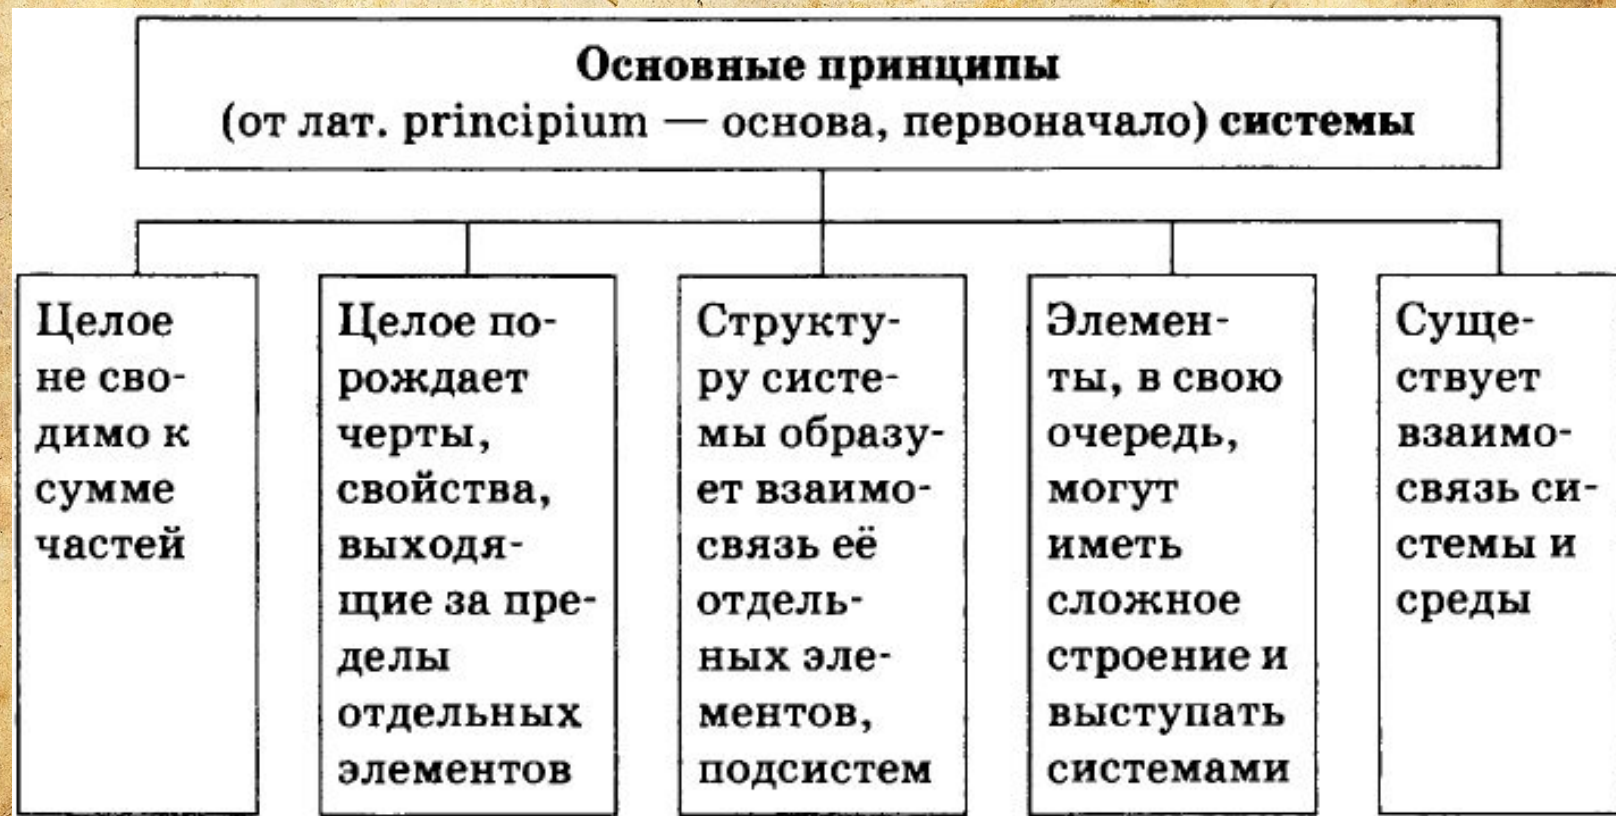 Основные принципы
(от лат. principium — основа, первоначало) системы
Целое
не сво-
димо к
сумме
частей
Целое по-
рождает
черты,
свойства,
выходя-
щие за пре-
делы
отдельных
элементов
Структу-
ру систе-
мы образу-
ет взаимо-
связь её
отдель-
ных эле-
ментов,
подсистем
Элемен-
ты, в свою
очередь,
могут
иметь
сложное
строение и
выступать
системами
Суще-
ствует
взаимо-
связь си-
стемы и
среды